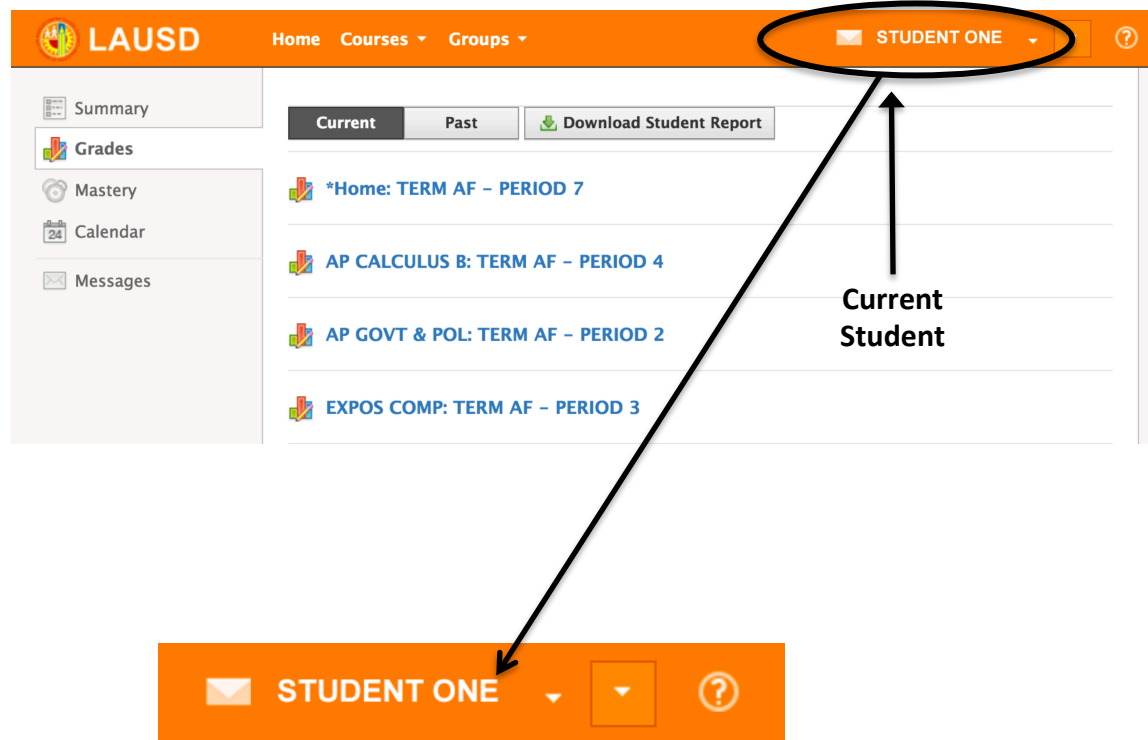 LAUSD Home Courses Groups STUDENT ONE ?
Summary
Grades
Mastery
24 Calendar
Messages
Current Past Download Student Report
*Home: TERM AF – PERIOD 7
AP CALCULUS B: TERM AF – PERIOD 4
AP GOVT & POL: TERM AF – PERIOD 2
EXPOS COMP: TERM AF – PERIOD 3
Current
Student
STUDENT ONE ?